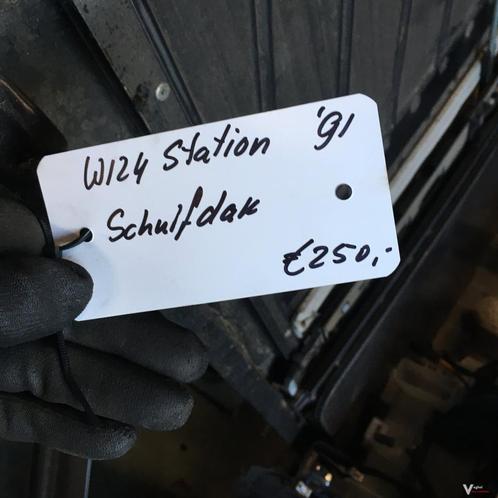 W124 Station '91
Schuifdak
€250,-